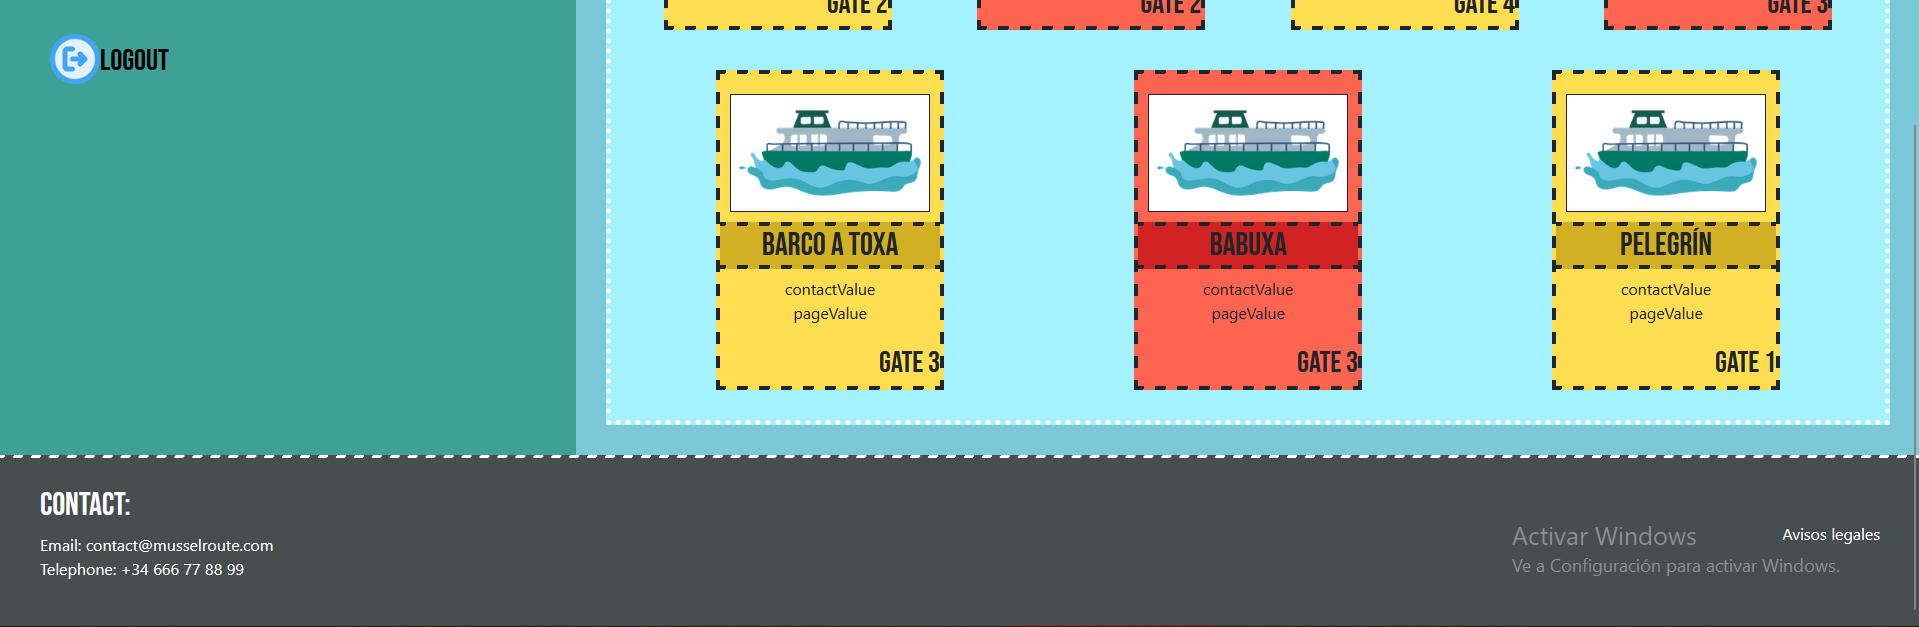 GATE 2
GATE 2
GATE 4
GATE 3
LOGOUT
BARCO A TOXA
contactValue
pageValue
GATE 3
BABUXA
contactValue
pageValue
GATE 3
PELEGRÍN
contactValue
pageValue
GATE 1
CONTACT:
Email: contact@musselroute.com
Telephone: +34 666 77 88 99
Activar Windows
Ve a Configuración para activar Windows.
Avisos legales